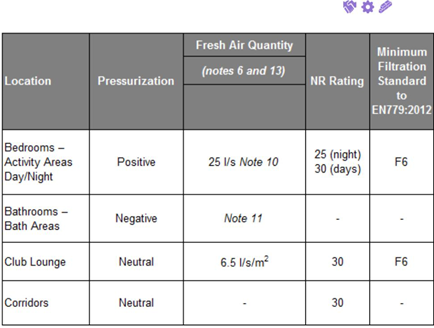 Location Pressurization Fresh Air Quantity NR Rating Minimum Filtration Standard to EN779:2012
(notes 6 and 13)
Bedrooms – Activity Areas Day/Night Positive 25 l/s Note 10 25 (night) 30 (days) F6
Bathrooms – Bath Areas Negative Note 11 - -
Club Lounge Neutral 6.5 l/s/m² 30 F6
Corridors Neutral - 30 -